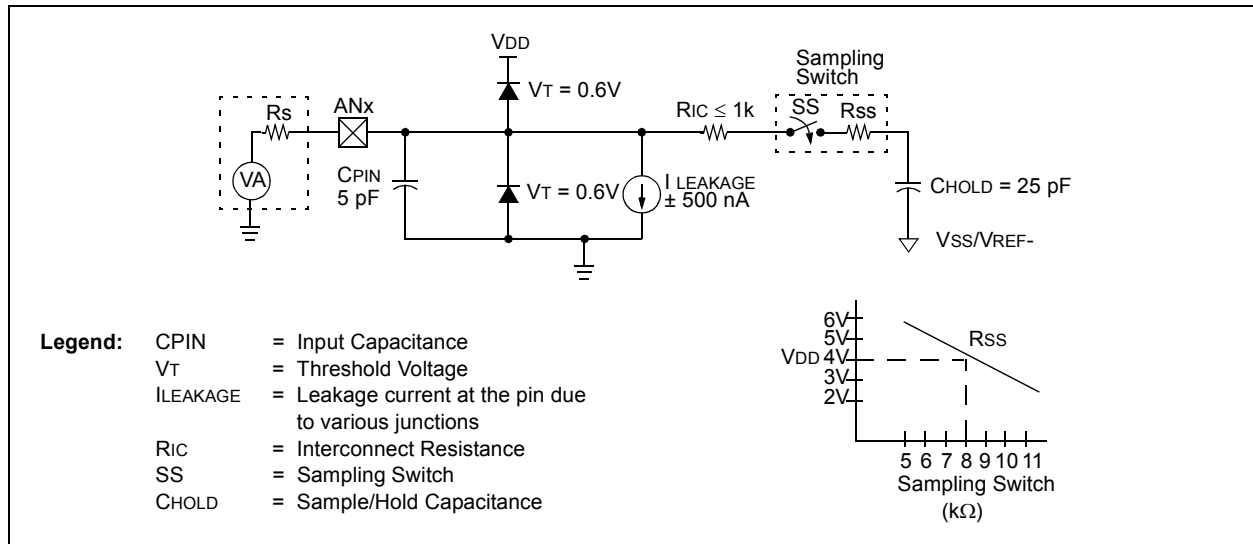 VDD
Sampling
Switch
VT = 0.6V
Rs
ANx
RIC ≤ 1k
SS
Rss
VA
CPIN
5 pF
VT = 0.6V
I LEAKAGE
± 500 nA
CHOLD = 25 pF
VSS/VREF-
Legend: CPIN = Input Capacitance
VT = Threshold Voltage
ILEAKAGE = Leakage current at the pin due
to various junctions
RIC = Interconnect Resistance
SS = Sampling Switch
CHOLD = Sample/Hold Capacitance
6V
5V
VDD 4V
3V
2V
RSS
5 6 7 8 9 10 11
Sampling Switch
(kΩ)